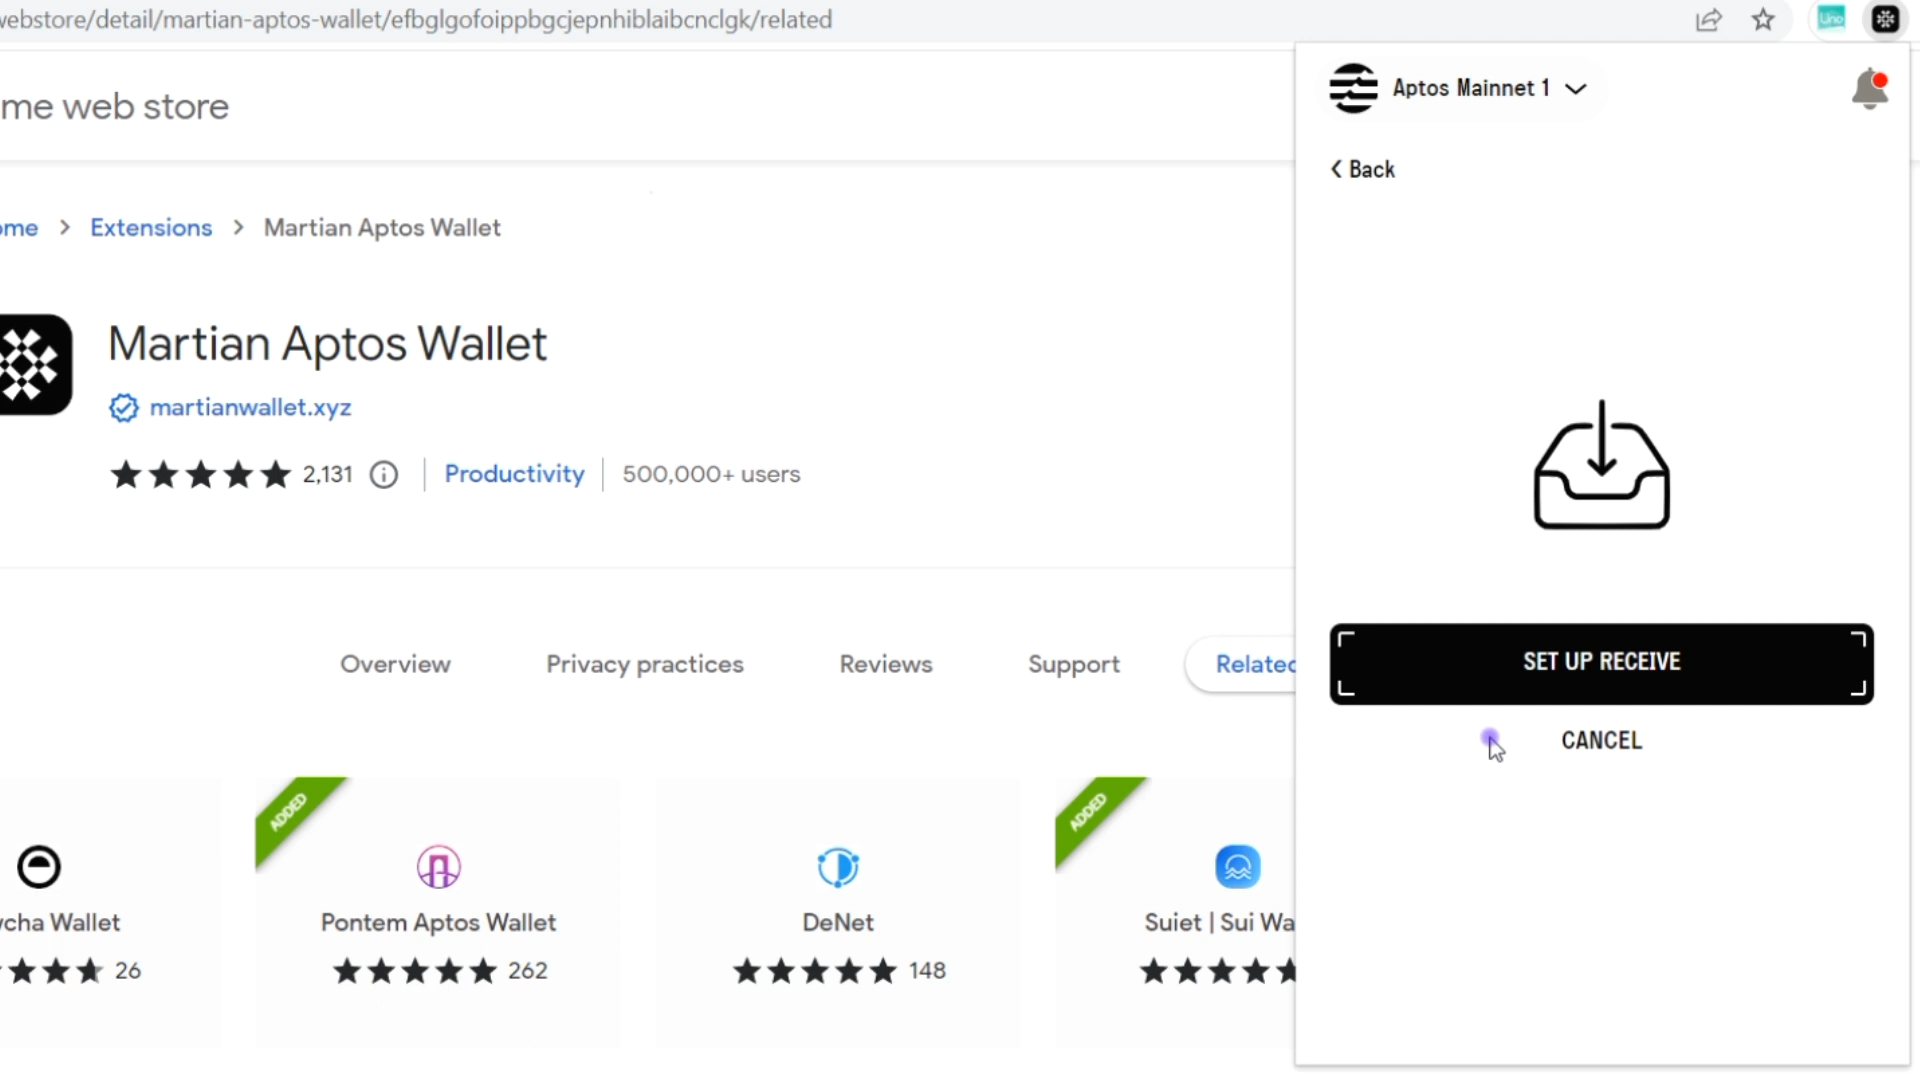 webstore/detail/martian-aptos-wallet/efbglgofoippbgcjepnhiblaibcnclgk/related
Uno
me web store
ome > Extensions > Martian Aptos Wallet
Martian Aptos Wallet
martianwallet.xyz
2,131
Productivity
500,000+ users
Overview
Privacy practices
Reviews
Support
Related
ADDED
ADDED
cha Wallet
26
Pontem Aptos Wallet
262
DeNet
148
Suiet | Sui Wa
Aptos Mainnet 1
Back
SET UP RECEIVE
CANCEL